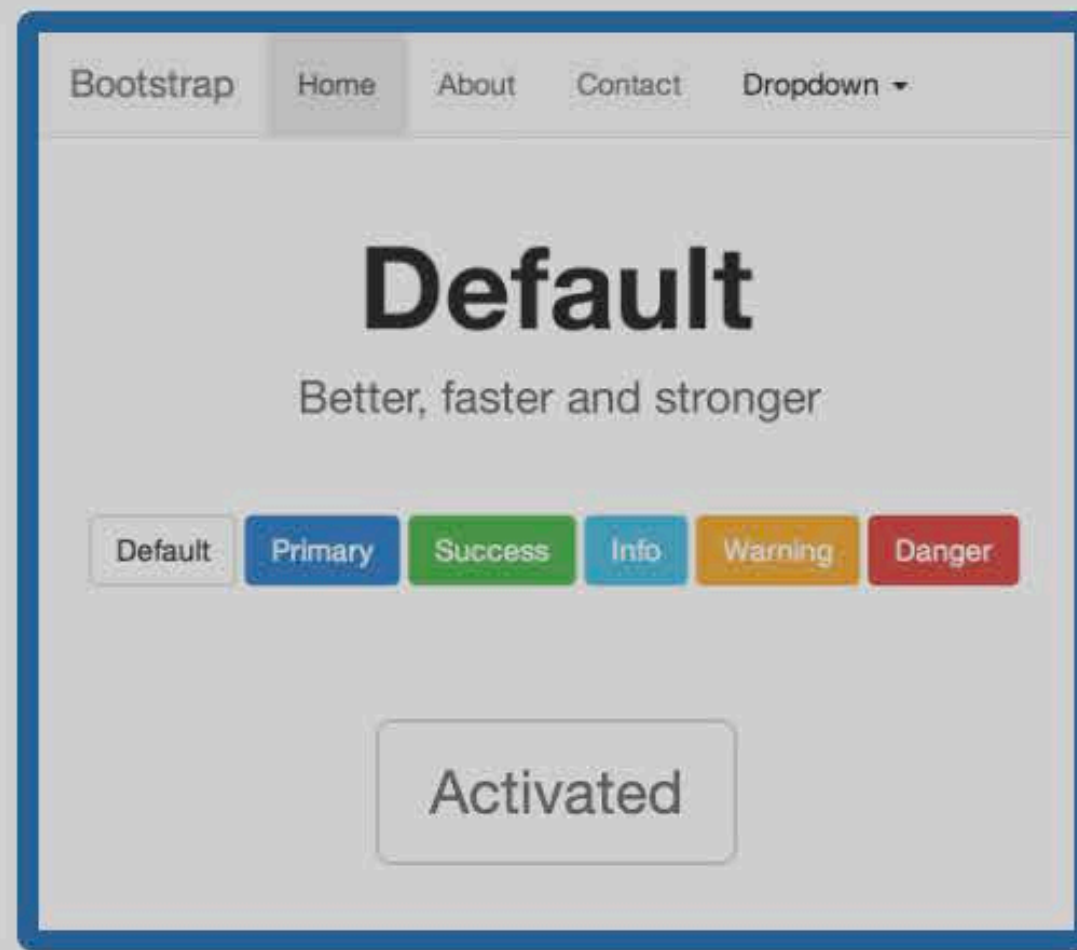 Bootstrap Home About Contact Dropdown
Default
Better, faster and stronger
Default Primary Success Info Warning Danger
Activated